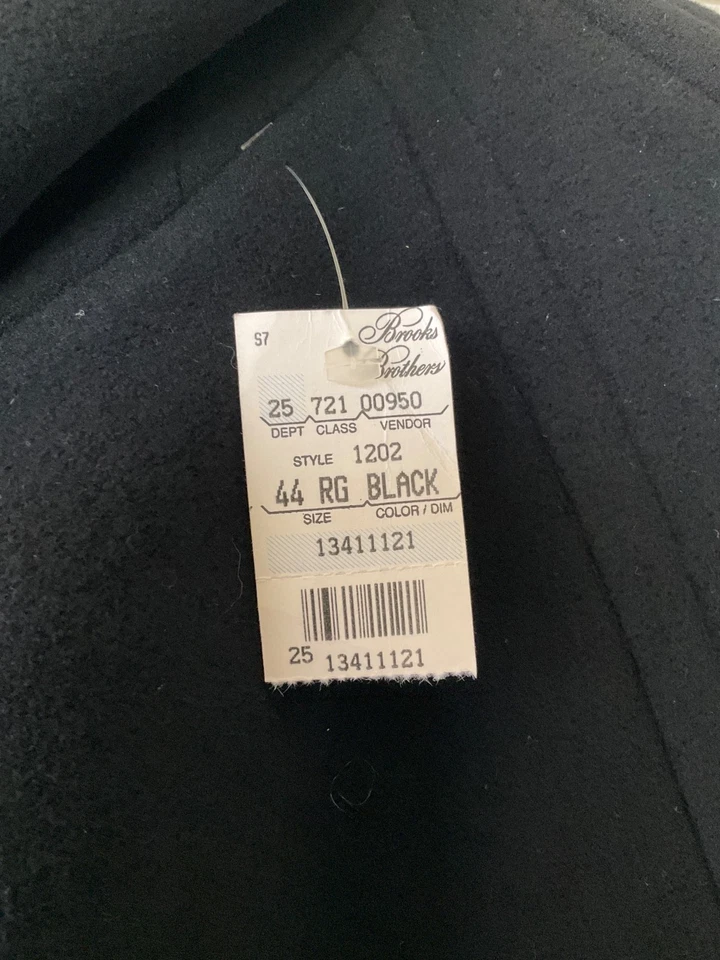 S7
Brooks
Brothers
25 721 00950
DEPT CLASS VENDOR
STYLE 1202
44 RG BLACK
SIZE COLOR / DIM
13411121
25 13411121